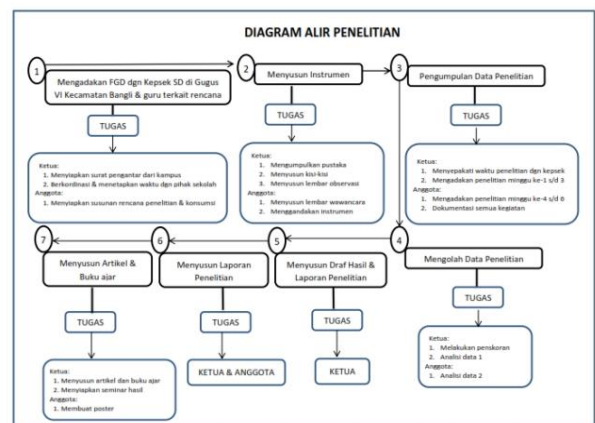 DIAGRAM ALIR PENELITIAN
1
Mengadakan FGD dgn Kepsek SD di Gugus
VI Kecamatan Bangli & guru terkait rencana
TUGAS
Ketua:
1. Menyiapkan surat pengantar dari kampus
2. Berkordinasi & menetapkan waktu dgn pihak sekolah
Anggota:
1. Menyiapkan susunan rencana penelitian & konsumsi
2
Menyusun Instrumen
TUGAS
Ketua:
1. Mengumpulkan pustaka
2. Menyusun kisi-kisi
3. Menyusun lembar observasi
Anggota:
1. Menyusun lembar wawancara
2. Menggandakan instrumen
3
Pengumpulan Data Penelitian
TUGAS
Ketua:
1. Menyepakati waktu penelitian dgn kepsek
2. Mengadakan penelitian minggu ke-1 s/d 3
Anggota:
1. Mengadakan penelitian minggu ke-4 s/d 6
2. Dokumentasi semua kegiatan
4
Mengolah Data Penelitian
TUGAS
Ketua:
1. Melakukan penskoran
2. Analisi data 1
Anggota:
1. Analisi data 2
5
Menyusun Draf Hasil &
Laporan Penelitian
TUGAS
KETUA
6
Menyusun Laporan
Penelitian
TUGAS
KETUA & ANGGOTA
7
Menyusun Artikel &
Buku ajar
TUGAS
Ketua:
1. Menyusun artikel dan buku ajar
2. Menyiapkan seminar hasil
Anggota:
1. Membuat poster